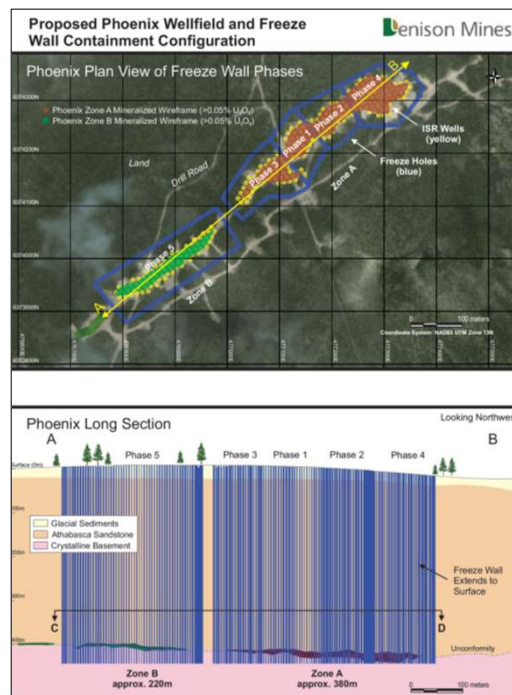 Proposed Phoenix Wellfield and Freeze
Wall Containment Configuration
Denison Mines
Phoenix Plan View of Freeze Wall Phases
Phoenix Zone A Mineralized Wireframe (>0.05% U₃O₈)
Phoenix Zone B Mineralized Wireframe (>0.05% U₃O₈)
B
Phase 4
Phase 2
Phase 1
Phase 3
ISR Wells
(yellow)
Freeze Holes
(blue)
Land
Drill Road
Zone A
Phase 5
Zone B
A
0 100 meters
Coordinate System: NAD83 UTM Zone 13N
Phoenix Long Section
Looking Northwest
A
B
Phase 5
Phase 3
Phase 1
Phase 2
Phase 4
Surface (0m)
Glacial Sediments
Athabasca Sandstone
Crystalline Basement
Freeze Wall
Extends to
Surface
C
D
Unconformity
Zone B
approx. 220m
Zone A
approx. 380m
0 100 meters